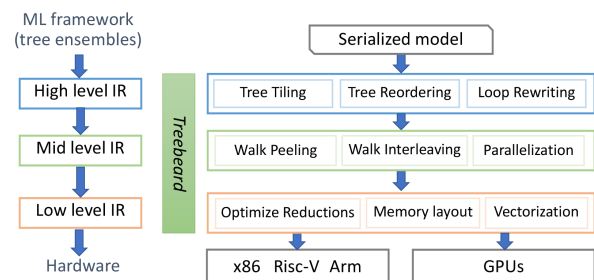 ML framework
(tree ensembles)
High level IR
Mid level IR
Low level IR
Hardware
Treebeard
Serialized model
Tree Tiling
Tree Reordering
Loop Rewriting
Walk Peeling
Walk Interleaving
Parallelization
Optimize Reductions
Memory layout
Vectorization
x86 Risc-V Arm
GPUs